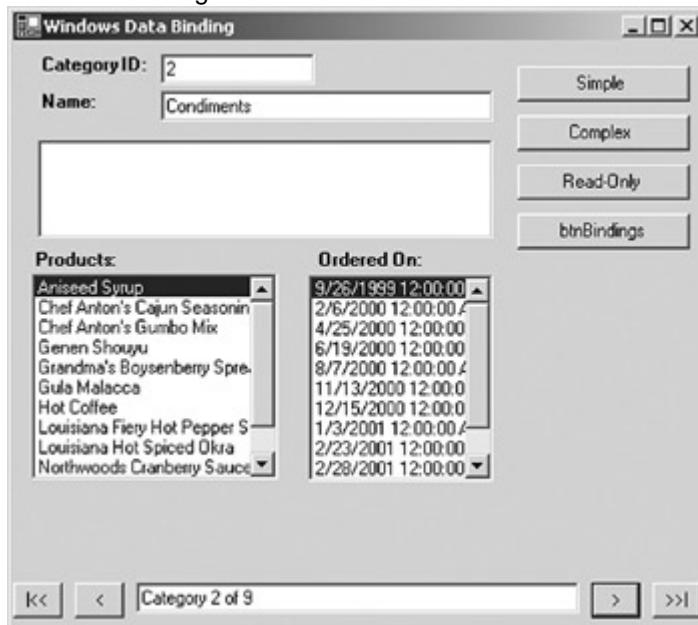 Windows Data Binding
Category ID: 2
Simple
Name: Condiments
Complex
Read-Only
btnBindings
Products:
Ordered On:
Aniseed Syrup
Chef Anton's Cajun Seasonin
Chef Anton's Gumbo Mix
Genen Shouyu
Grandma's Boysenberry Spre
Gula Malacca
Hot Coffee
Louisiana Fiery Hot Pepper S
Louisiana Hot Spiced Okra
Northwoods Cranberry Sauce
9/26/1999 12:00:00
2/6/2000 12:00:00 A
4/25/2000 12:00:00
6/19/2000 12:00:00
8/7/2000 12:00:00 A
11/13/2000 12:00:0
12/15/2000 12:00:0
1/3/2001 12:00:00 A
2/23/2001 12:00:00
2/28/2001 12:00:00
|<< < Category 2 of 9 > >>|